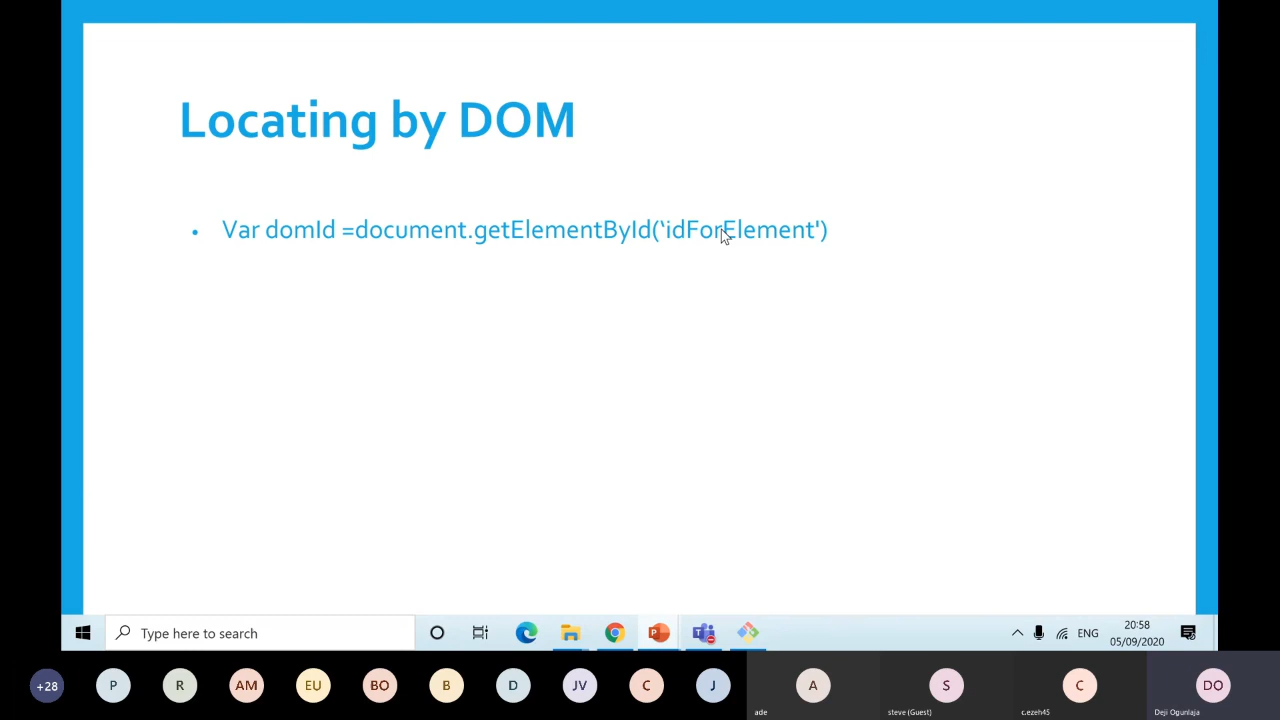 Locating by DOM
• Var domId =document.getElementById(‘idForElement')
Type here to search
ENG
20:58
05/09/2020
+28
P
R
AM
EU
BO
B
D
JV
C
J
A
S
C
DO
ade
steve (Guest)
c.ezeh45
Deji Ogunlaja